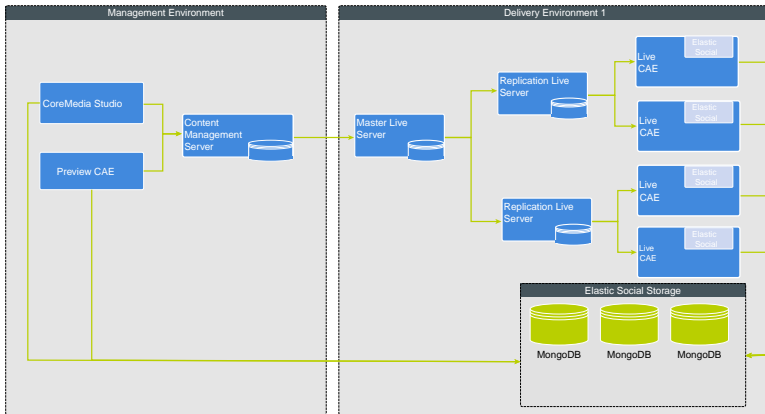 Management Environment
CoreMedia Studio
Preview CAE
Content
Management
Server
Delivery Environment 1
Master Live
Server
Replication Live
Server
Replication Live
Server
Elastic
Social
Live
CAE
Elastic
Social
Live
CAE
Elastic
Social
Live
CAE
Elastic
Social
Live
CAE
Elastic Social Storage
MongoDB
MongoDB
MongoDB